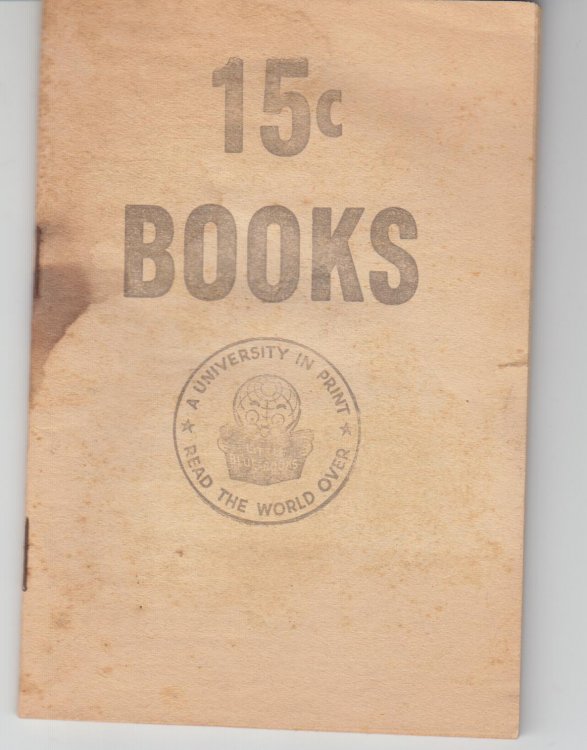 15c
BOOKS
A UNIVERSITY IN PRINT
READ THE WORLD OVER